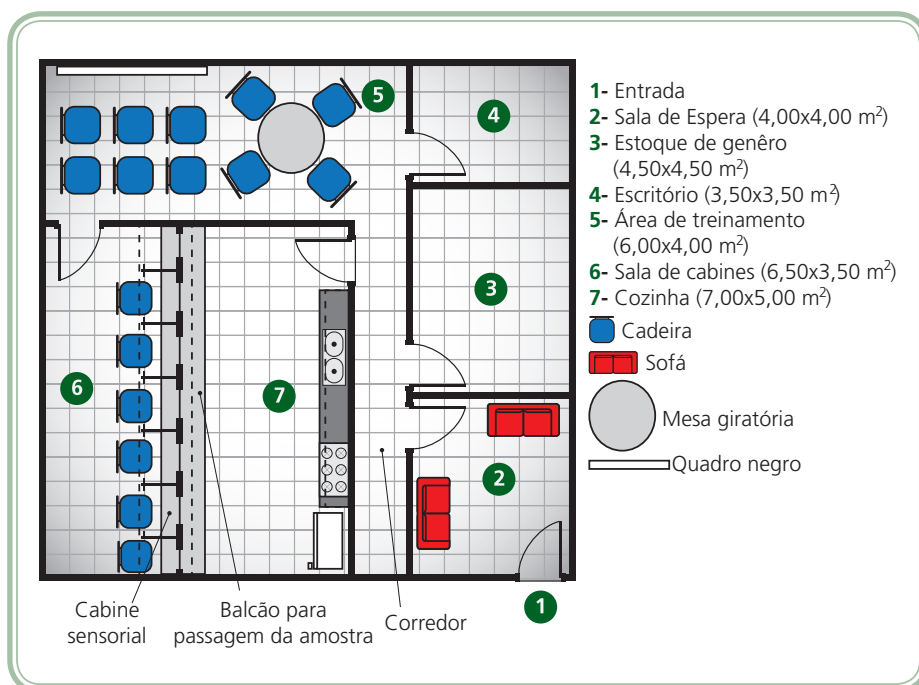 5
4
3
6
7
2
1
1- Entrada
2- Sala de Espera (4,00x4,00 m²)
3- Estoque de genêro
(4,50x4,50 m²)
4- Escritório (3,50x3,50 m²)
5- Área de treinamento
(6,00x4,00 m²)
6- Sala de cabines (6,50x3,50 m²)
7- Cozinha (7,00x5,00 m²)
Cadeira
Sofá
Mesa giratória
Quadro negro
Cabine
sensorial
Balcão para
passagem da amostra
Corredor